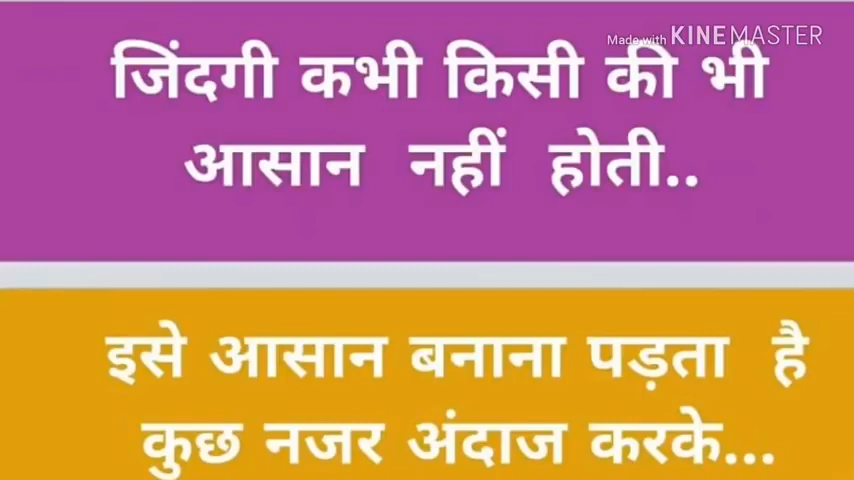 Made with KINEMASTER
जिंदगी कभी किसी की भी
आसान नहीं होती..
इसे आसान बनाना पड़ता है
कुछ नजर अंदाज करके...